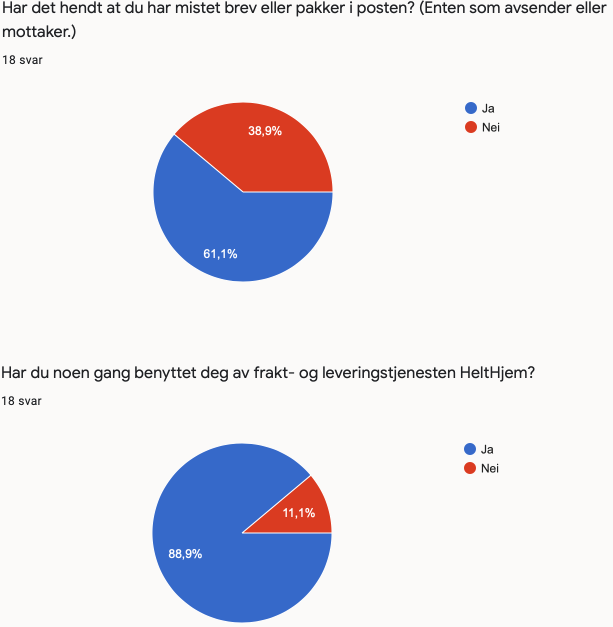 Har det hendt at du har mistet brev eller pakker i posten? (Enten som avsender eller
mottaker.)
18 svar
Ja
Nei
38,9%
61,1%
Har du noen gang benyttet deg av frakt- og leveringstjenesten HeltHjem?
18 svar
Ja
Nei
11,1%
88,9%